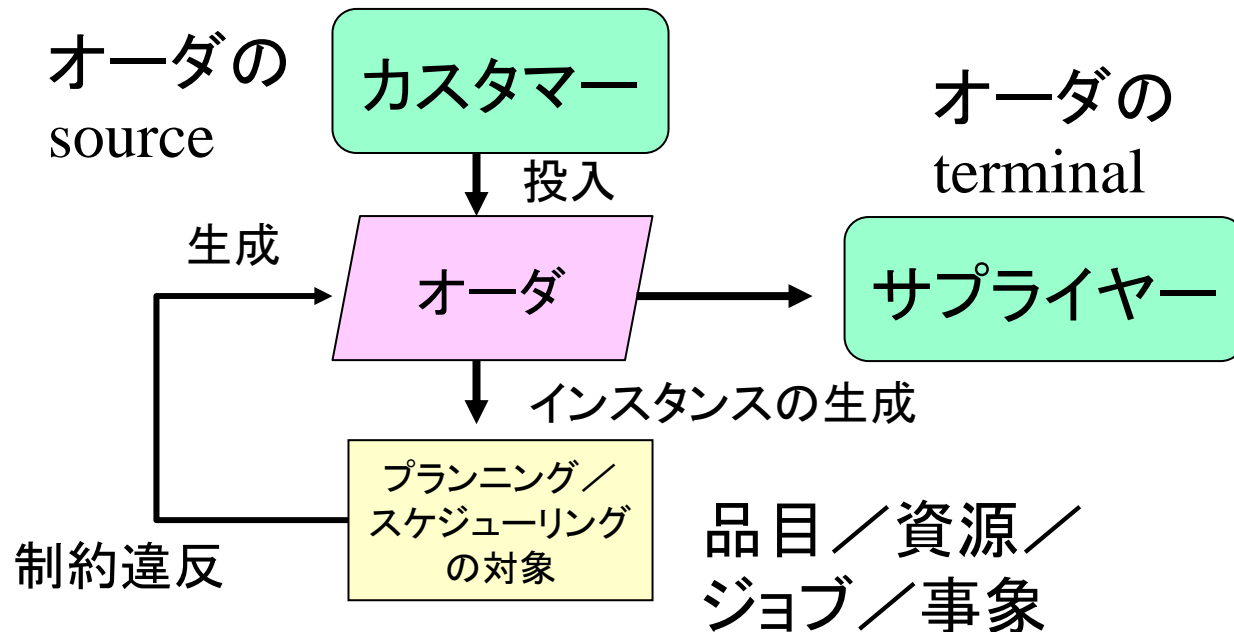 オーダの
source
カスタマー
オーダの
terminal
投入
生成
オーダ
サプライヤー
インスタンスの生成
プランニング／
スケジューリング
の対象
制約違反
品目／資源／
ジョブ／事象